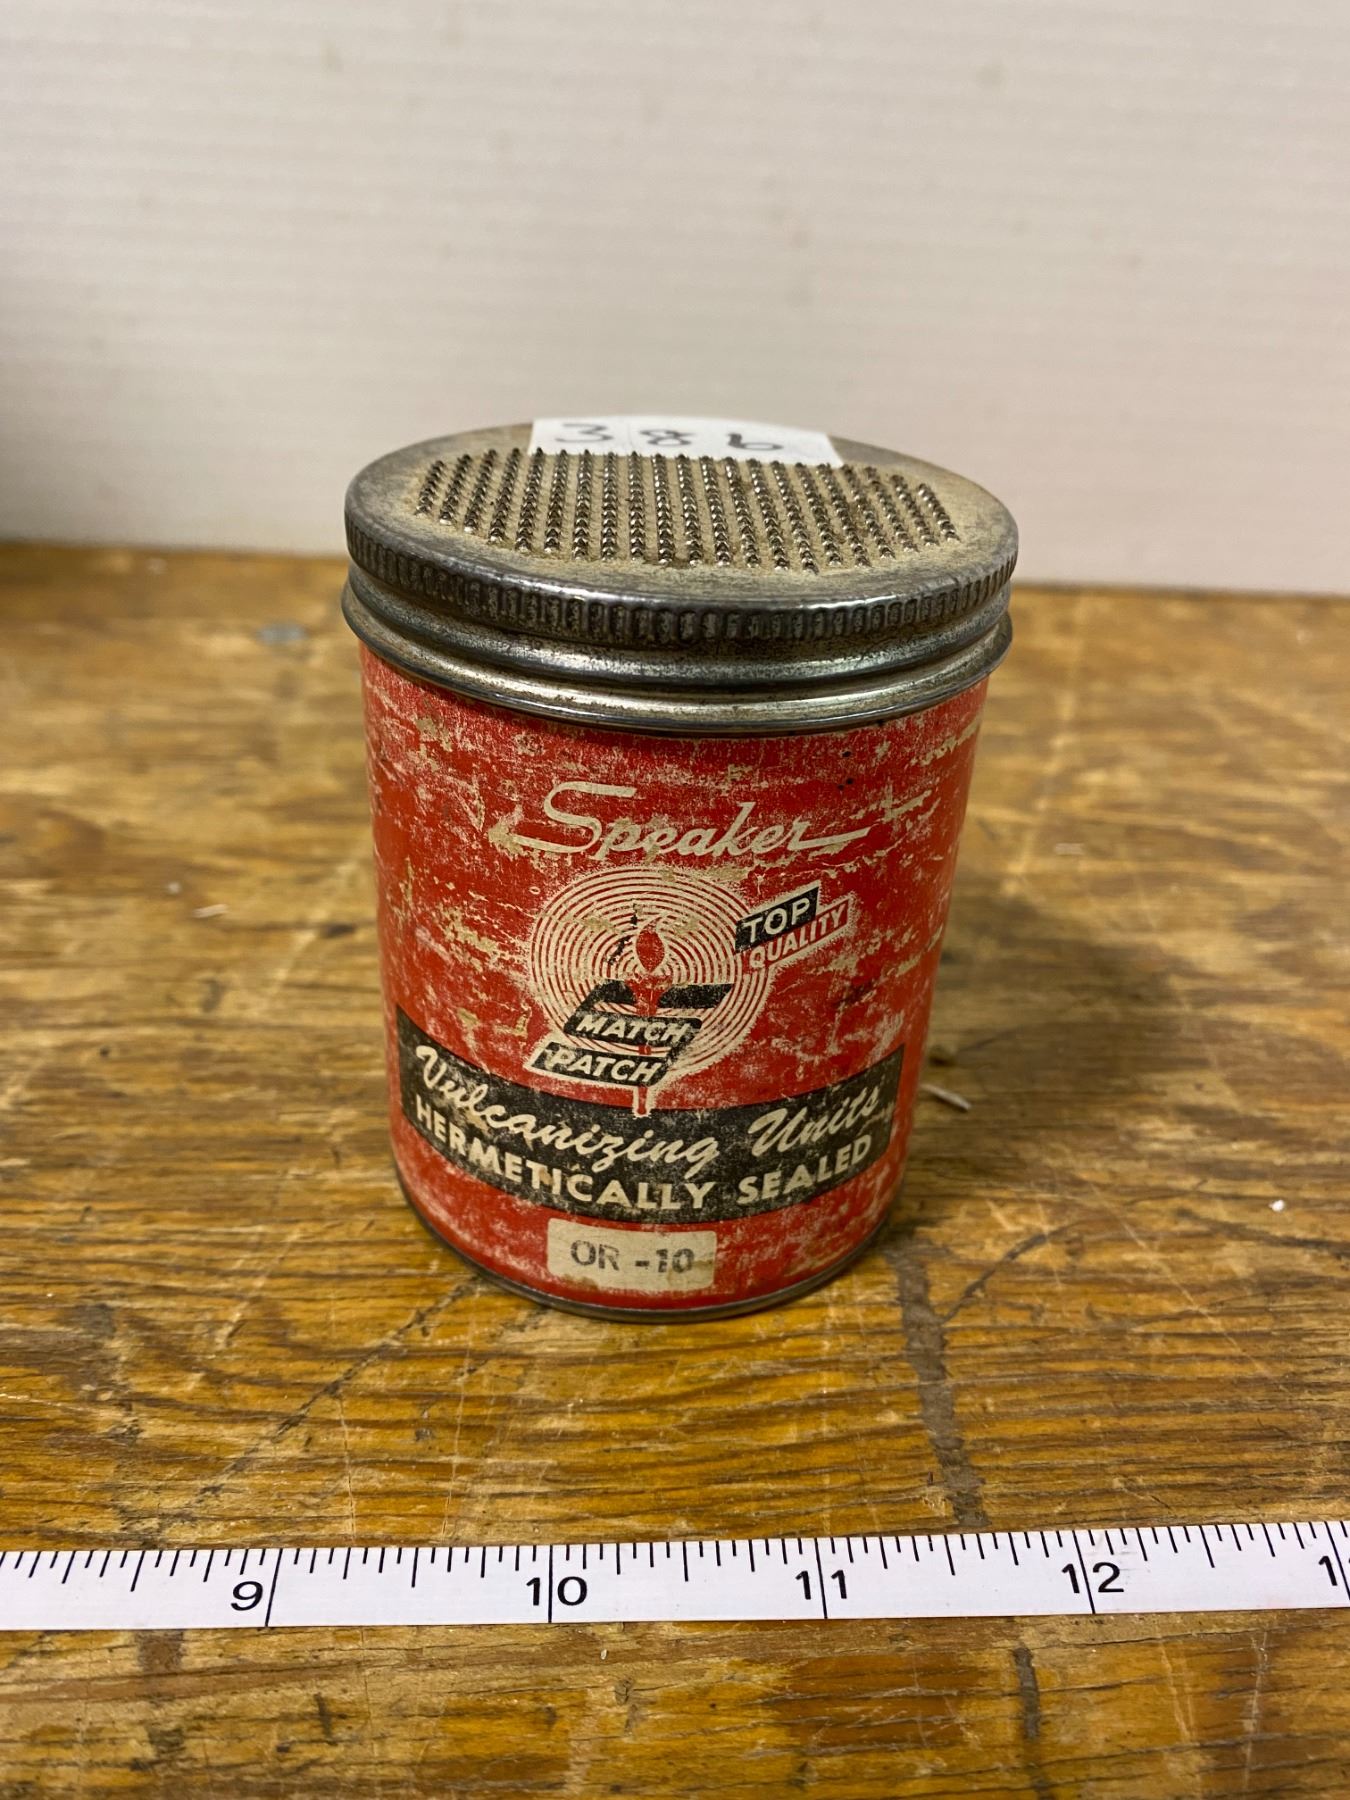 386
Speaker
TOP
QUALITY
MATCH
PATCH
Vulcanizing Units
HERMETICALLY SEALED
OR-10
9 10 11 12